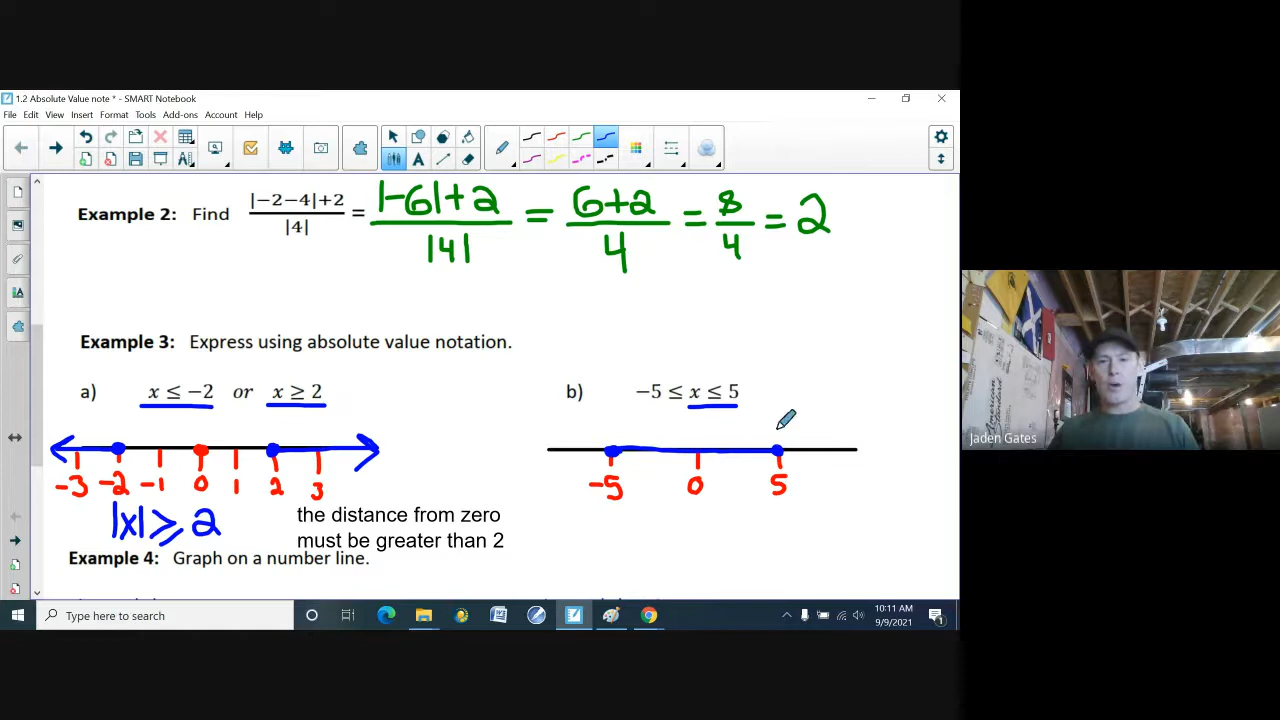 1.2 Absolute Value note * - SMART Notebook
File Edit View Insert Format Tools Add-ons Account Help
Example 2: Find |−2−4|+2 / |4| = |-6|+2 / |4| = 6+2 / 4 = 8 / 4 = 2
Example 3: Express using absolute value notation.
a) x ≤ −2 or x ≥ 2
b) −5 ≤ x ≤ 5
-3 -2 -1 0 1 2 3
-5 0 5
|x| ≥ 2
the distance from zero
must be greater than 2
Example 4: Graph on a number line.
Jaden Gates
Type here to search
10:11 AM
9/9/2021
1